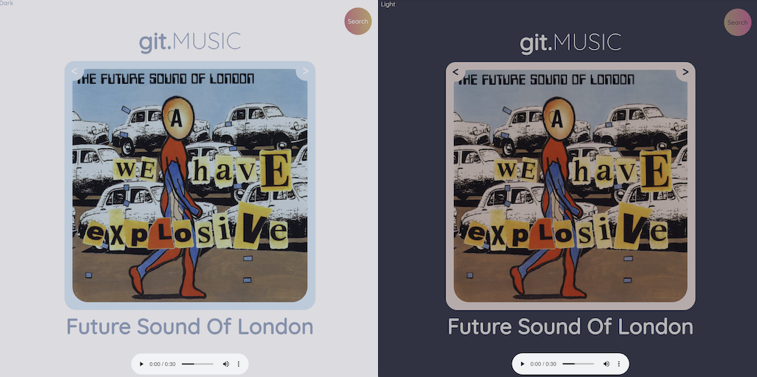 Dark
Search
git.MUSIC
< >
THE FUTURE SOUND OF LONDON
A
WE haVE
eXPLosiVe
Future Sound Of London
0:00 / 0:30
Light
Search
git.MUSIC
< >
THE FUTURE SOUND OF LONDON
A
WE haVE
eXPLosiVe
Future Sound Of London
0:00 / 0:30